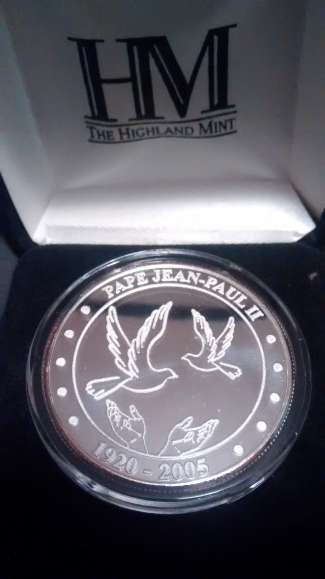 HM
THE HIGHLAND MINT
PAPE JEAN-PAUL II
1920 - 2005